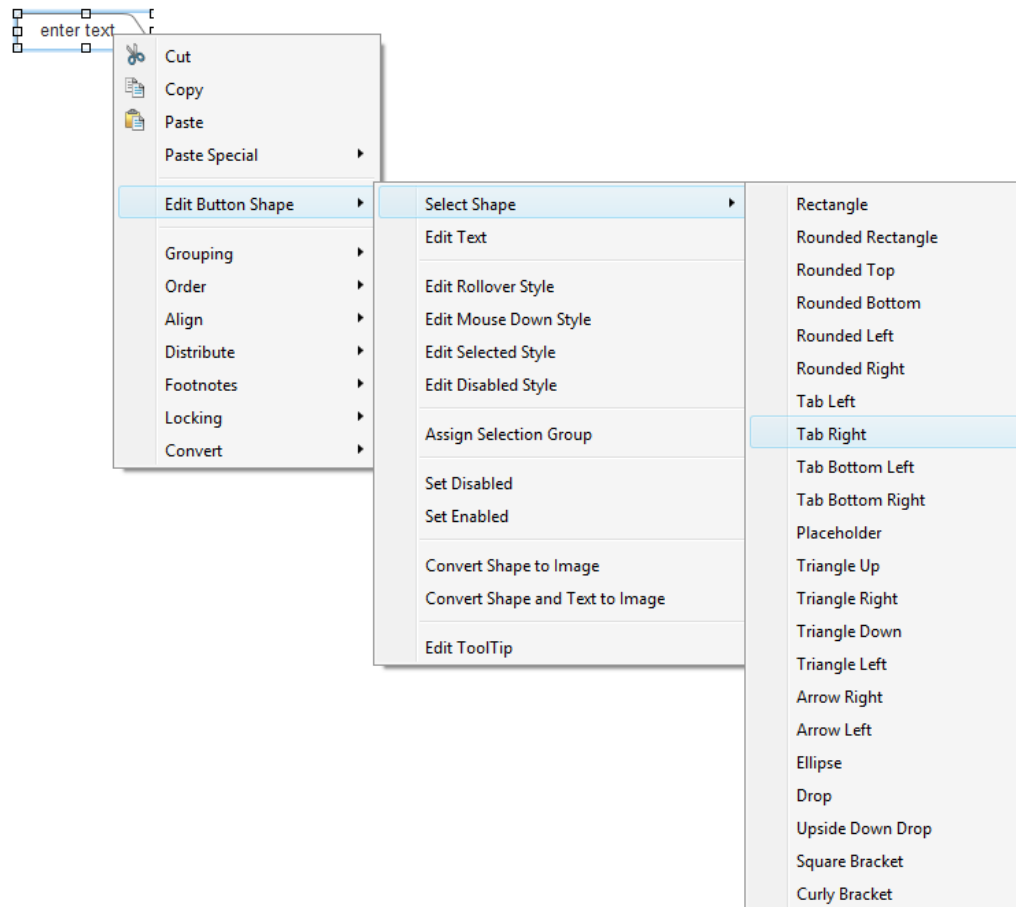 enter text
Cut
Copy
Paste
Paste Special
Edit Button Shape
Grouping
Order
Align
Distribute
Footnotes
Locking
Convert
Select Shape
Edit Text
Edit Rollover Style
Edit Mouse Down Style
Edit Selected Style
Edit Disabled Style
Assign Selection Group
Set Disabled
Set Enabled
Convert Shape to Image
Convert Shape and Text to Image
Edit ToolTip
Rectangle
Rounded Rectangle
Rounded Top
Rounded Bottom
Rounded Left
Rounded Right
Tab Left
Tab Right
Tab Bottom Left
Tab Bottom Right
Placeholder
Triangle Up
Triangle Right
Triangle Down
Triangle Left
Arrow Right
Arrow Left
Ellipse
Drop
Upside Down Drop
Square Bracket
Curly Bracket